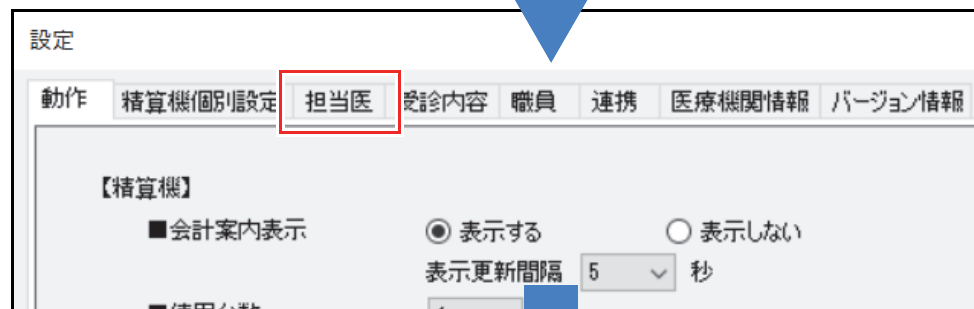 設定
動作 精算機個別設定 担当医 受診内容 職員 連携 医療機関情報 バージョン情報
【精算機】
■会計案内表示 表示する 表示しない
表示更新間隔 5 秒